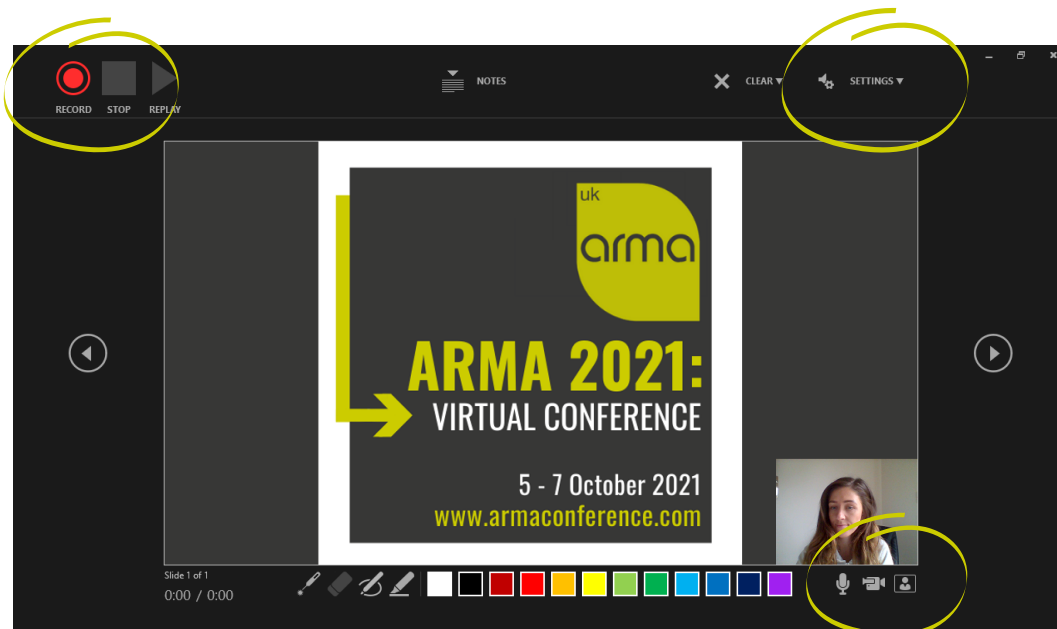 RECORD STOP REPLAY
NOTES
CLEAR
SETTINGS
uk
arma
ARMA 2021:
VIRTUAL CONFERENCE
5 - 7 October 2021
www.armaconference.com
Slide 1 of 1
0:00 / 0:00